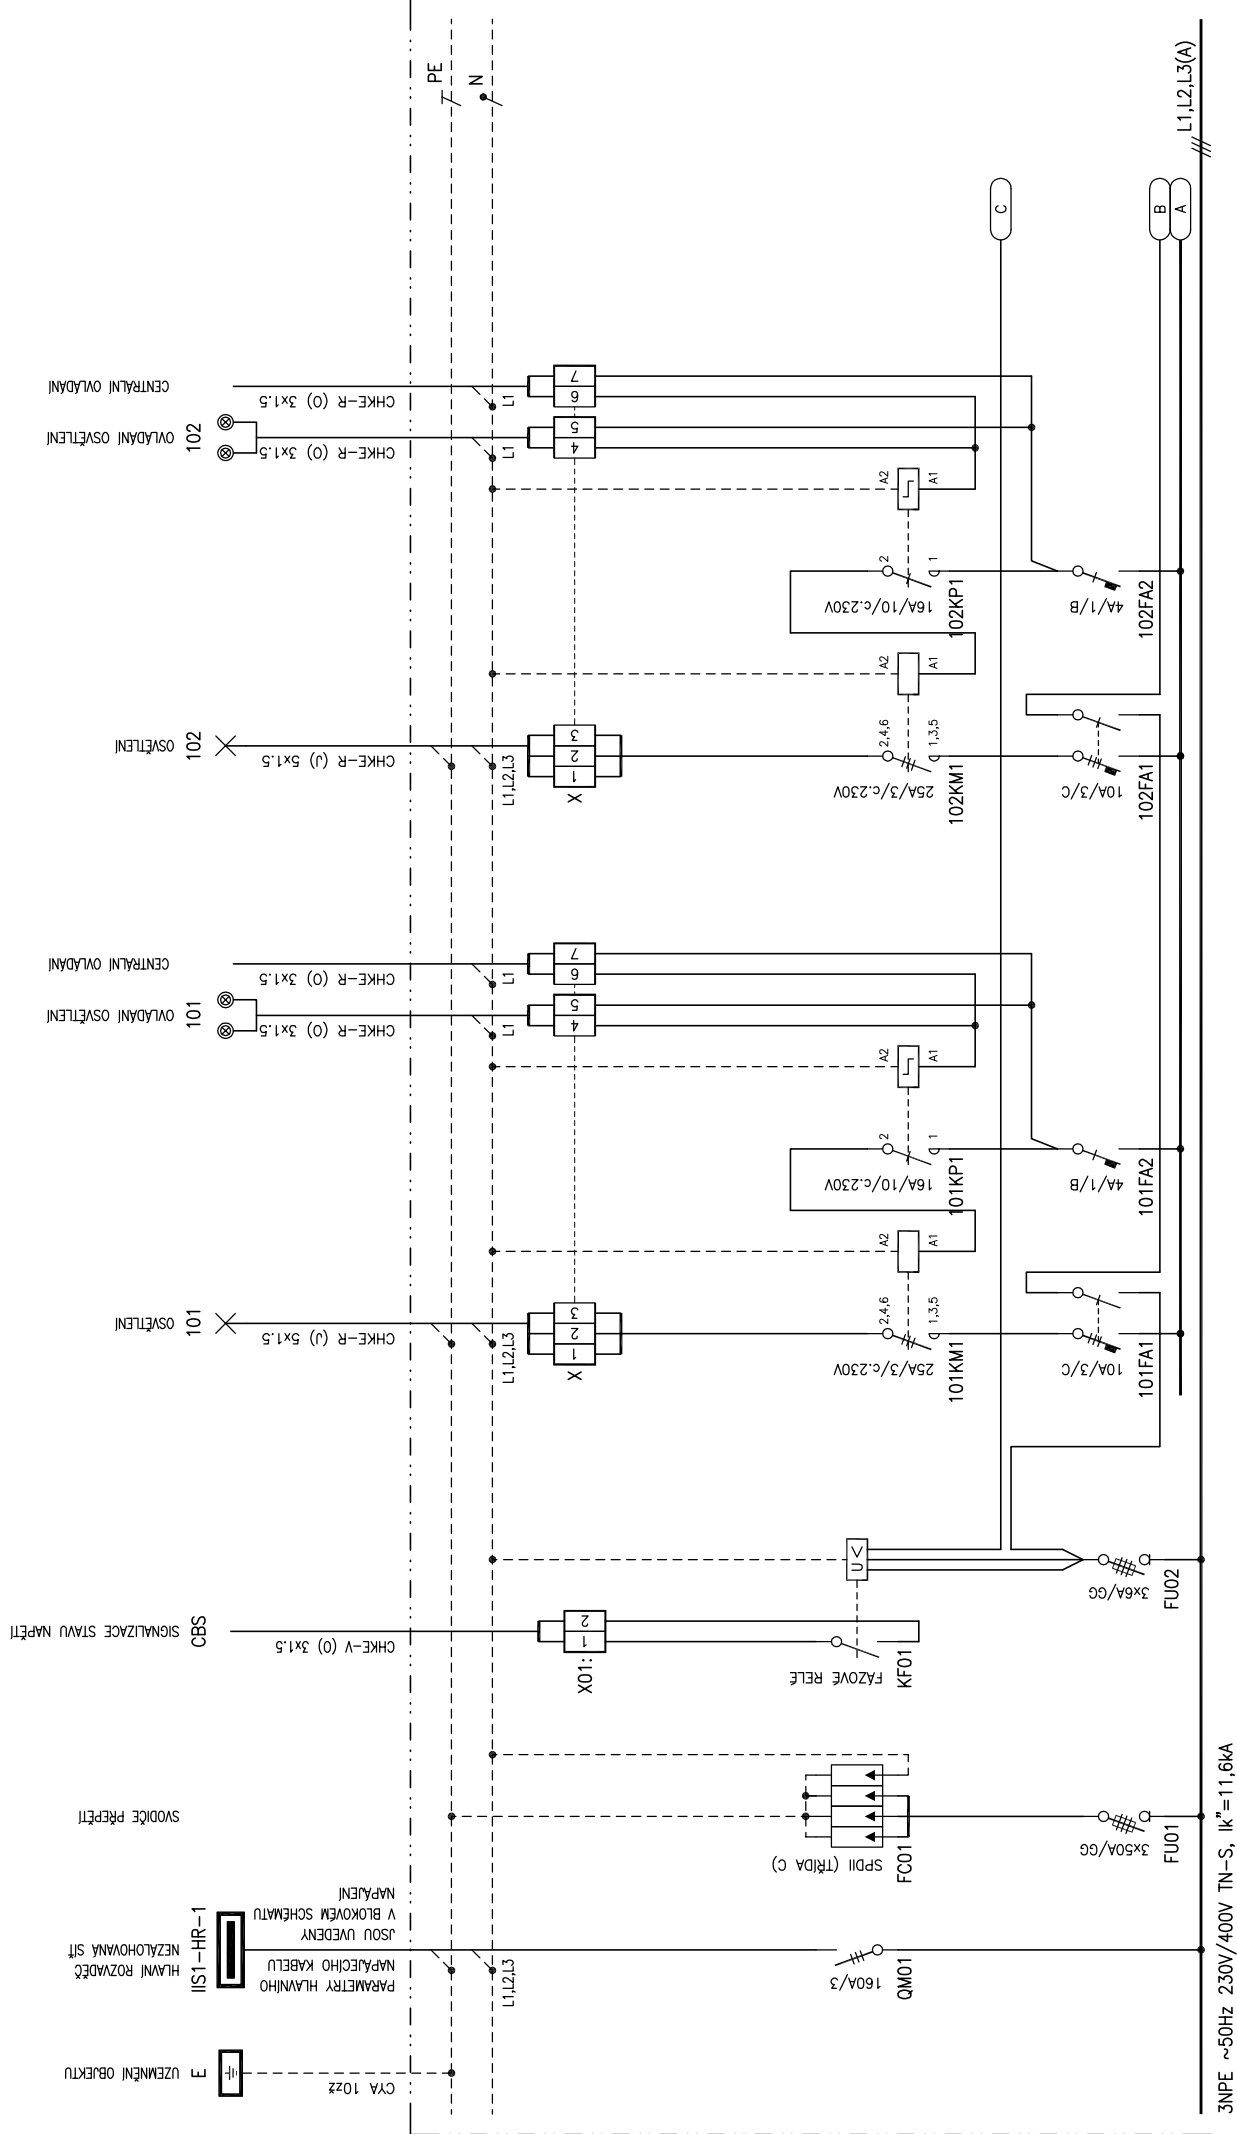 UZEMNĚNÍ OBJEKTU
E
CYA 10zž
HLAVNÍ ROZVADĚČ
NEZÁLOHOVANÁ SÍŤ
IIS1-HR-1
PARAMETRY HLAVNÍHO
NAPÁJECÍHO KABELU
JSOU UVEDENY
V BLOKOVÉM SCHÉMATU
NAPÁJENÍ
L1,L2,L3
160A/3
QM01
SVODIČE PŘEPĚTÍ
SPDII (TŘÍDA C)
FC01
3x50A/GG
FU01
SIGNALIZACE STAVU NAPĚTÍ
CBS
CHKE-V (O) 3x1.5
X01:
1
2
FÁZOVÉ RELÉ
KF01
U
>
3x6A/GG
FU02
OSVĚTLENÍ
101
CHKE-R (J) 5x1.5
L1,L2,L3
X
1
2
3
2,4,6
1,3,5
25A/3/c.230V
101KM1
A2
A1
10A/3/C
101FA1
2
1
16A/10/c.230V
101KP1
A2
A1
4A/1/B
101FA2
OVLÁDÁNÍ OSVĚTLENÍ
101
CHKE-R (O) 3x1.5
L1
4
5
CENTRÁLNÍ OVLÁDÁNÍ
CHKE-R (O) 3x1.5
L1
6
7
OSVĚTLENÍ
102
CHKE-R (J) 5x1.5
L1,L2,L3
X
1
2
3
2,4,6
1,3,5
25A/3/c.230V
102KM1
A2
A1
10A/3/C
102FA1
2
1
16A/10/c.230V
102KP1
A2
A1
4A/1/B
102FA2
OVLÁDÁNÍ OSVĚTLENÍ
102
CHKE-R (O) 3x1.5
L1
4
5
CENTRÁLNÍ OVLÁDÁNÍ
CHKE-R (O) 3x1.5
L1
6
7
PE
N
C
B
A
L1,L2,L3(A)
3NPE ~50Hz 230V/400V TN-S, Ik"=11,6kA